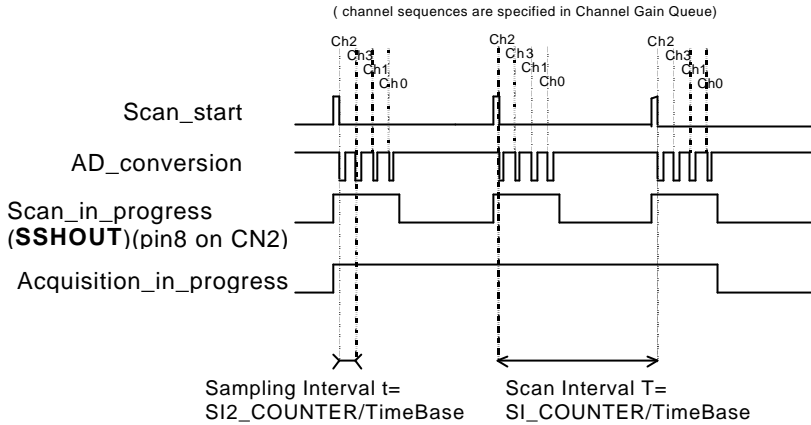 ( channel sequences are specified in Channel Gain Queue)
Ch2 Ch2 Ch2
Ch3 Ch3 Ch3
Ch1 Ch1 Ch1
Ch0 Ch0 Ch0
Scan_start
AD_conversion
Scan_in_progress
(SSHOUT)(pin8 on CN2)
Acquisition_in_progress
Sampling Interval t=
SI2_COUNTER/TimeBase
Scan Interval T=
SI_COUNTER/TimeBase